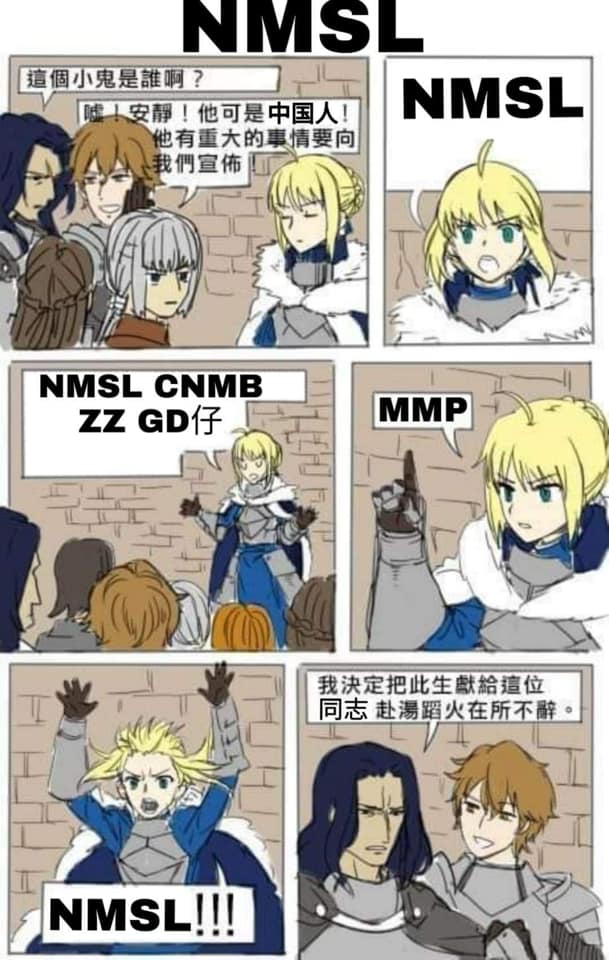 NMSL
這個小鬼是誰啊？
噓！安靜！他可是中国人！
他有重大的事情要向
我們宣佈！
NMSL
NMSL CNMB
ZZ GD仔
MMP
NMSL!!!
我決定把此生獻給這位
同志 赴湯蹈火在所不辭。